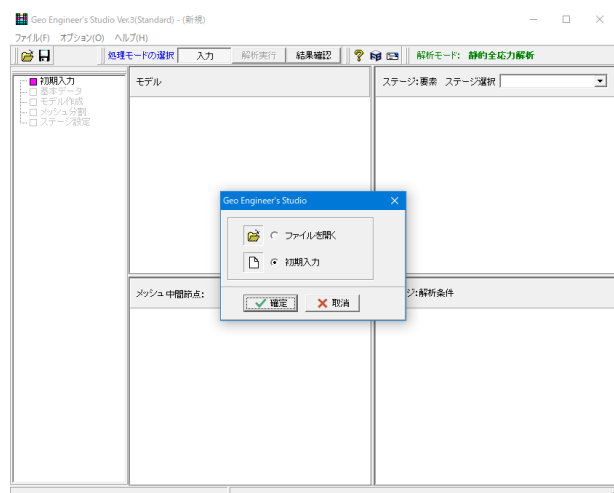 Geo Engineer's Studio Ver.3(Standard) - (新規)
ファイル(F) オプション(O) ヘルプ(H)
処理モードの選択 入力 解析実行 結果確認 ? 解析モード: 静的全応力解析
初期入力
基本データ
モデル作成
メッシュ分割
ステージ設定
モデル
ステージ:要素 ステージ選択
Geo Engineer's Studio
ファイルを開く
初期入力
確定 取消
メッシュ 中間節点:
ジ:解析条件